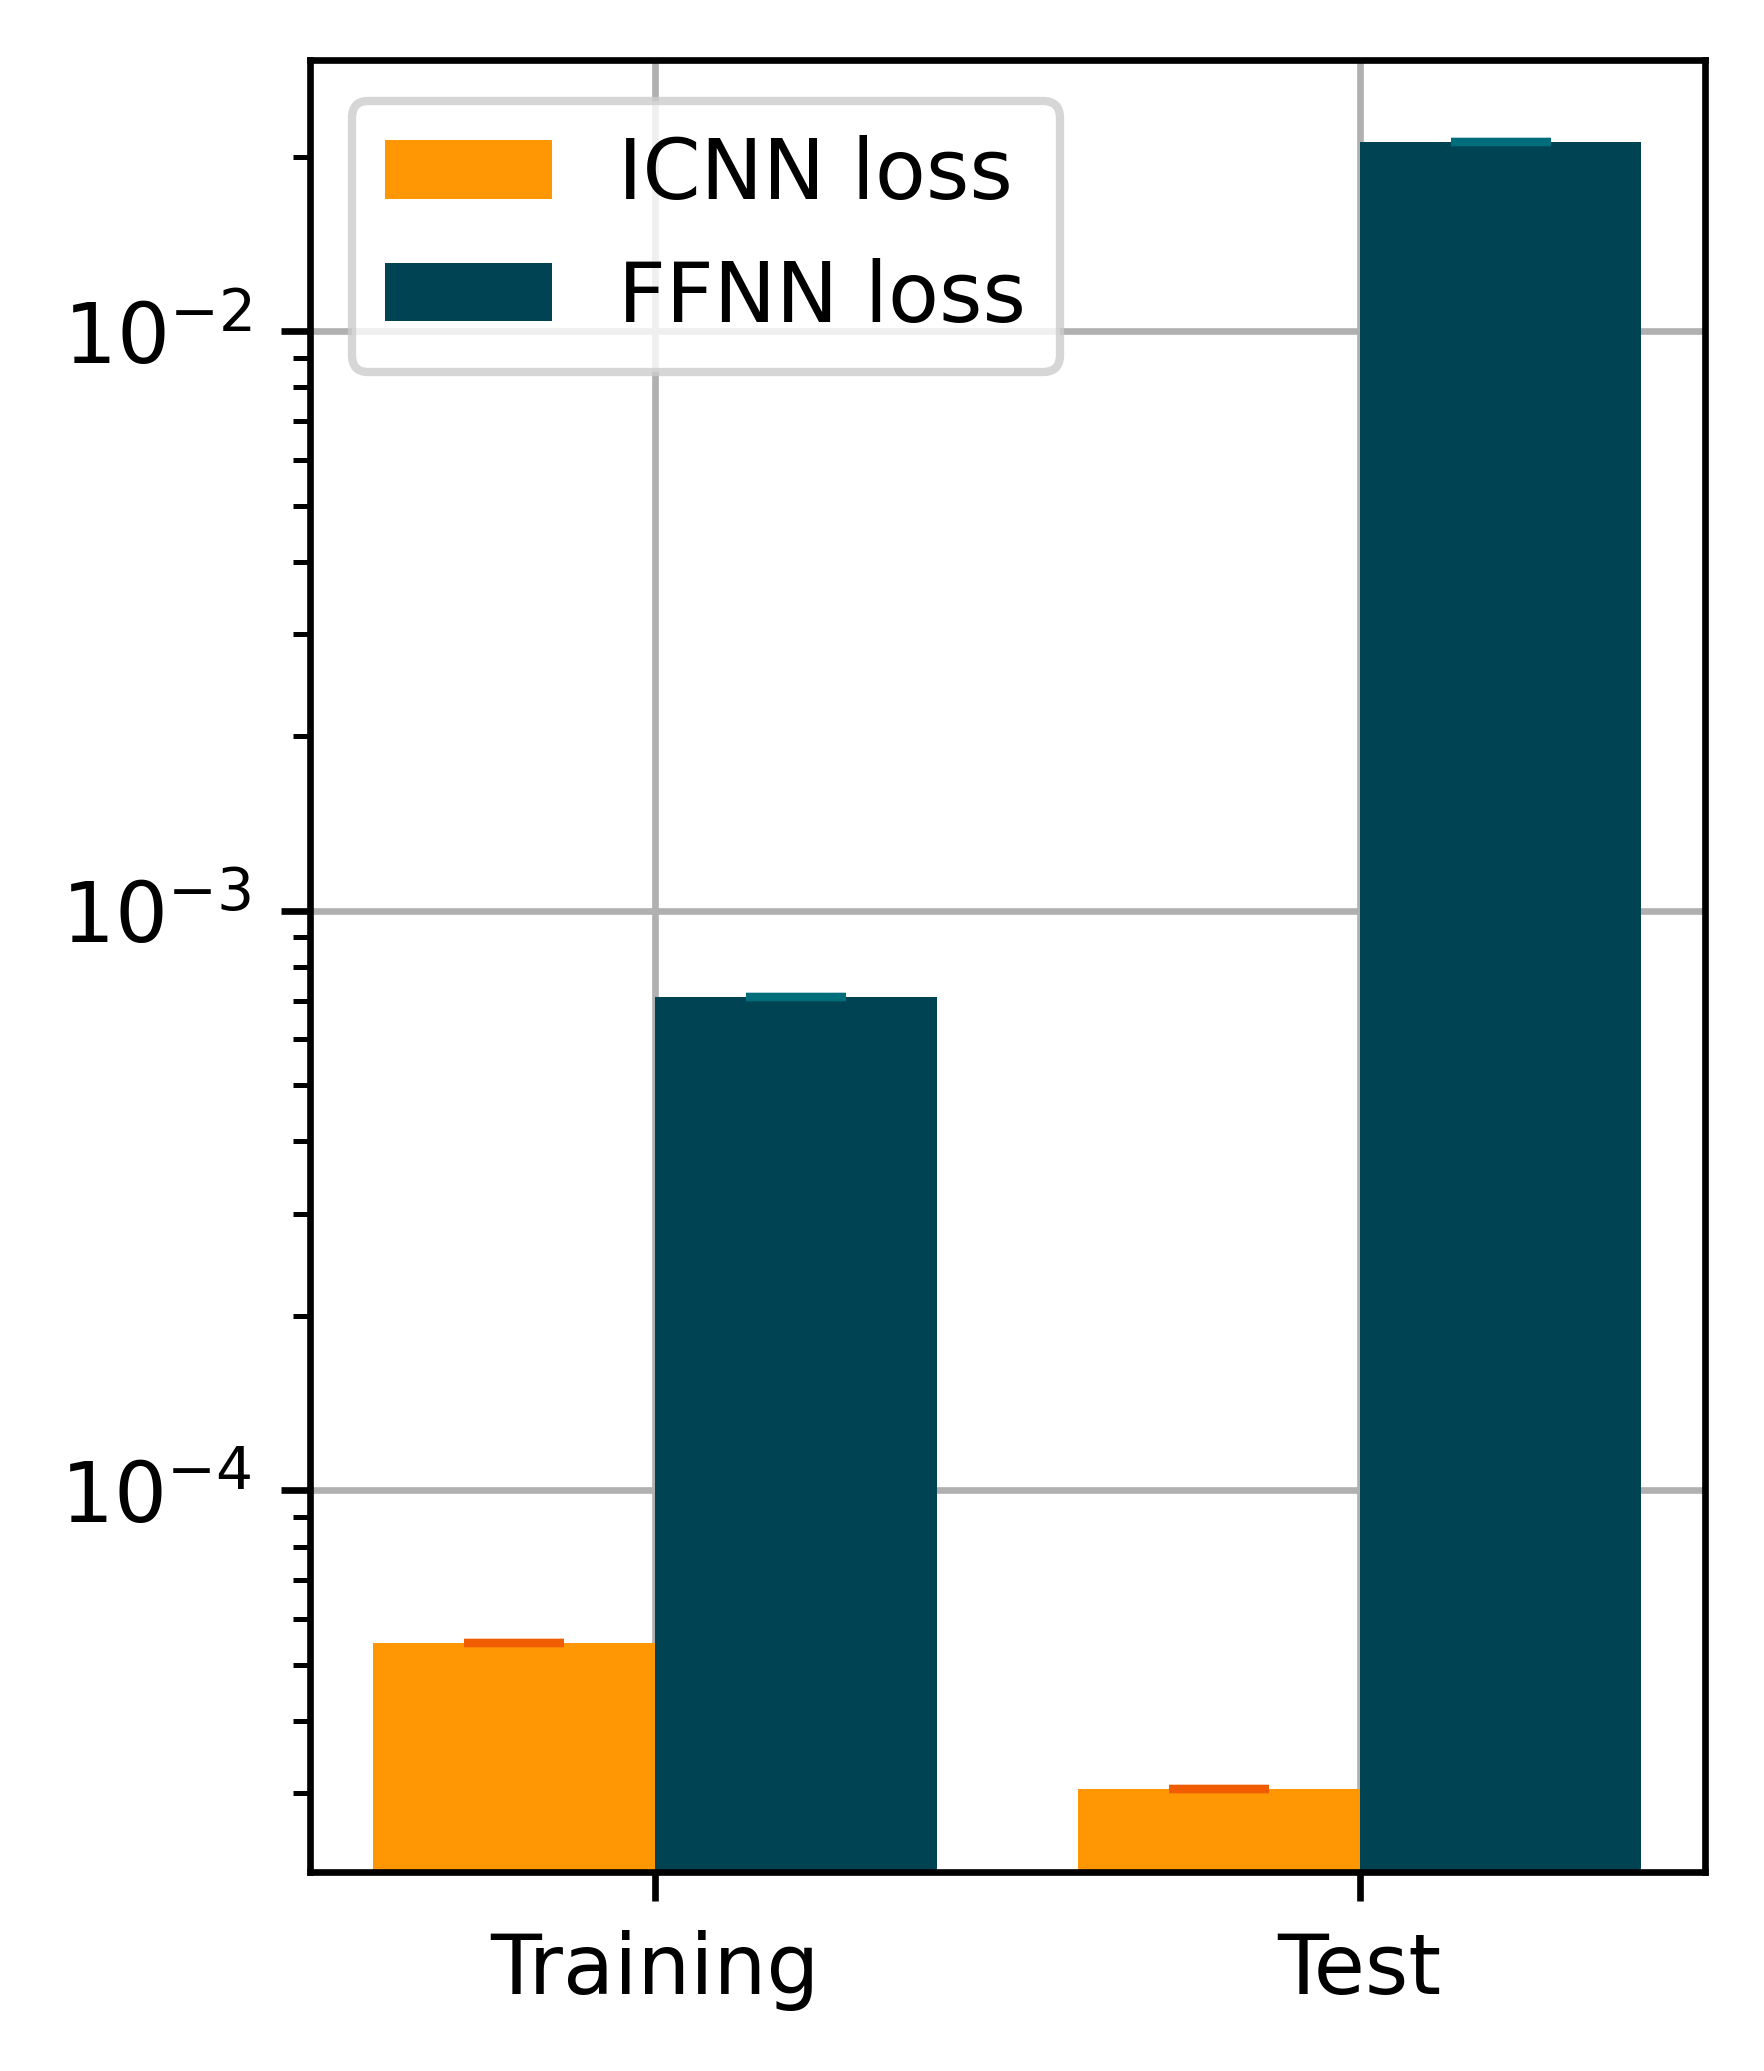 ICNN loss
FFNN loss
10⁻²
10⁻³
10⁻⁴
Training Test